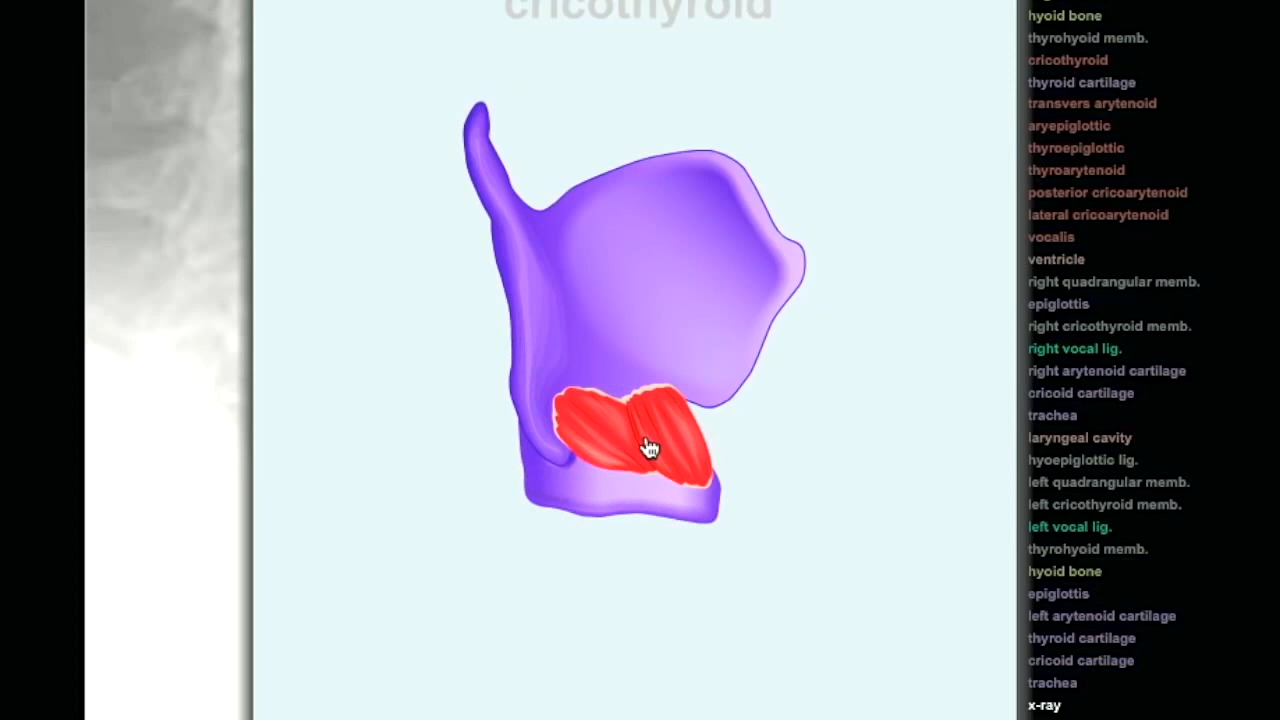 cricothyroid
hyoid bone
thyrohyoid memb.
cricothyroid
thyroid cartilage
transvers arytenoid
aryepiglottic
thyroepiglottic
thyroarytenoid
posterior cricoarytenoid
lateral cricoarytenoid
vocalis
ventricle
right quadrangular memb.
epiglottis
right cricothyroid memb.
right vocal lig.
right arytenoid cartilage
cricoid cartilage
trachea
laryngeal cavity
hyoepiglottic lig.
left quadrangular memb.
left cricothyroid memb.
left vocal lig.
thyrohyoid memb.
hyoid bone
epiglottis
left arytenoid cartilage
thyroid cartilage
cricoid cartilage
trachea
x-ray